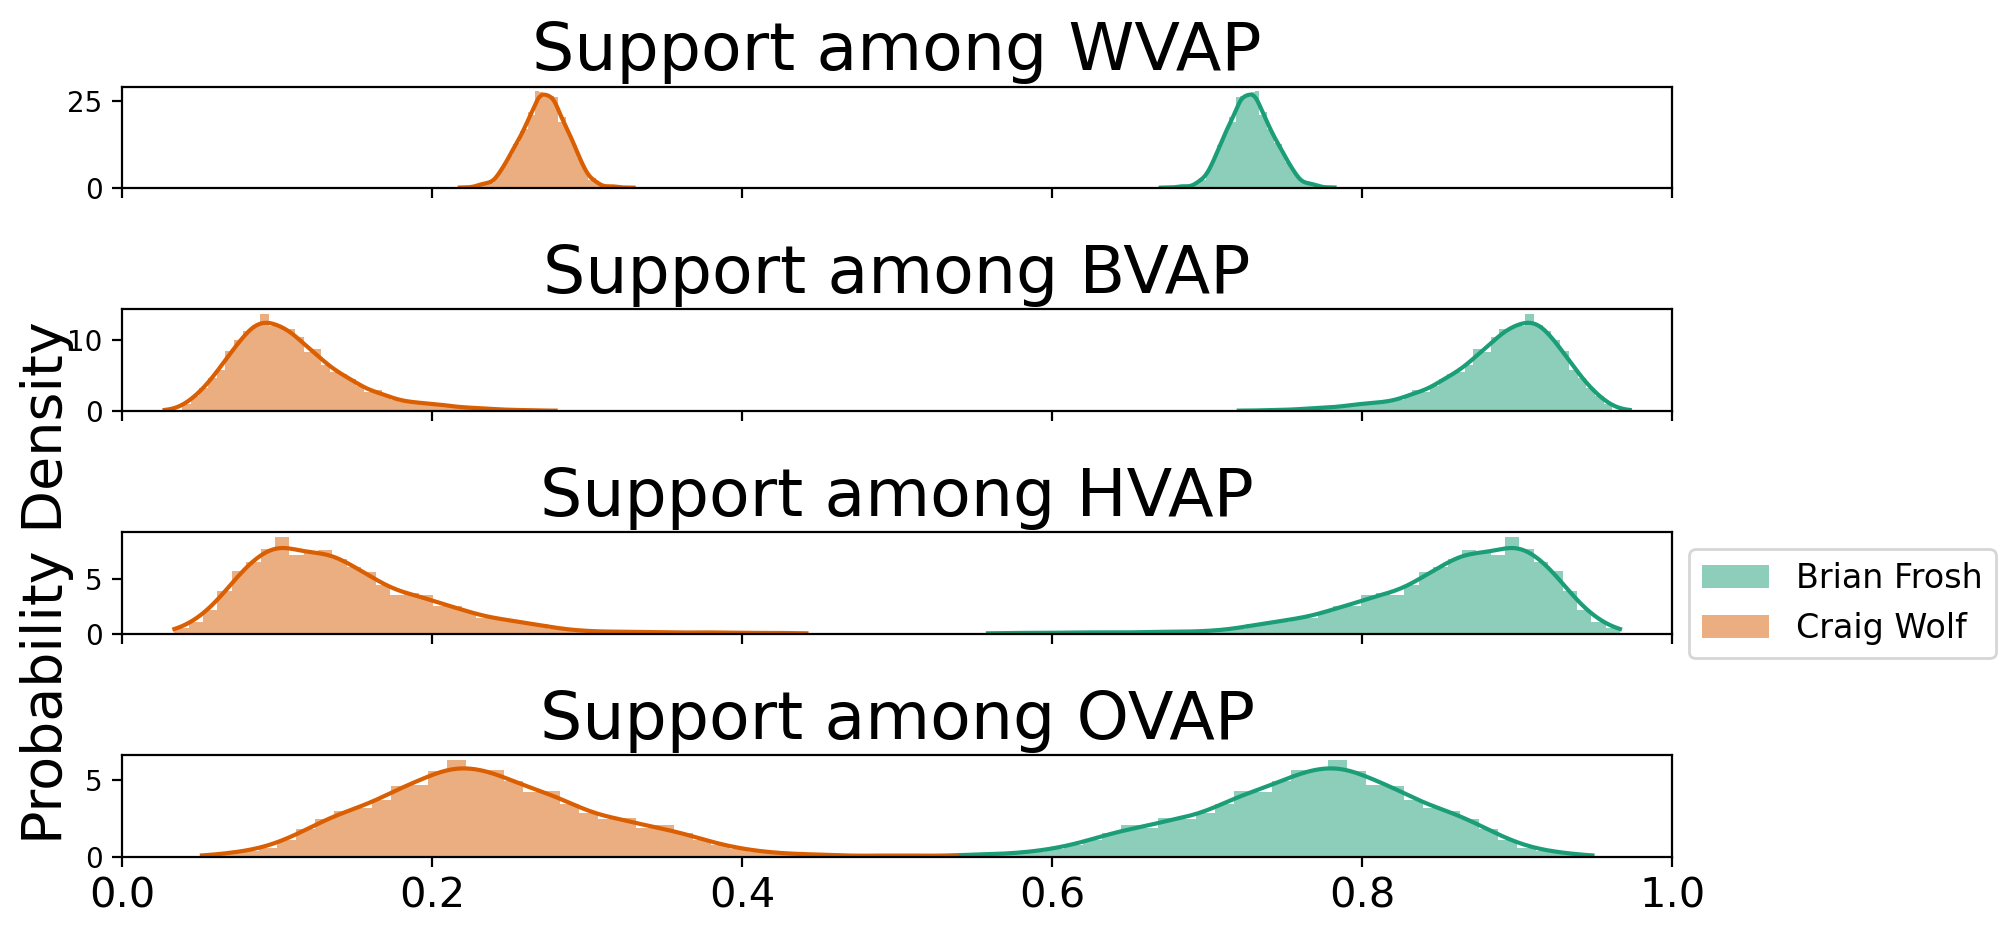 Support among WVAP
25
0
Support among BVAP
10
0
Support among HVAP
5
0
Support among OVAP
5
0
0.0 0.2 0.4 0.6 0.8 1.0
Probability Density
Brian Frosh
Craig Wolf